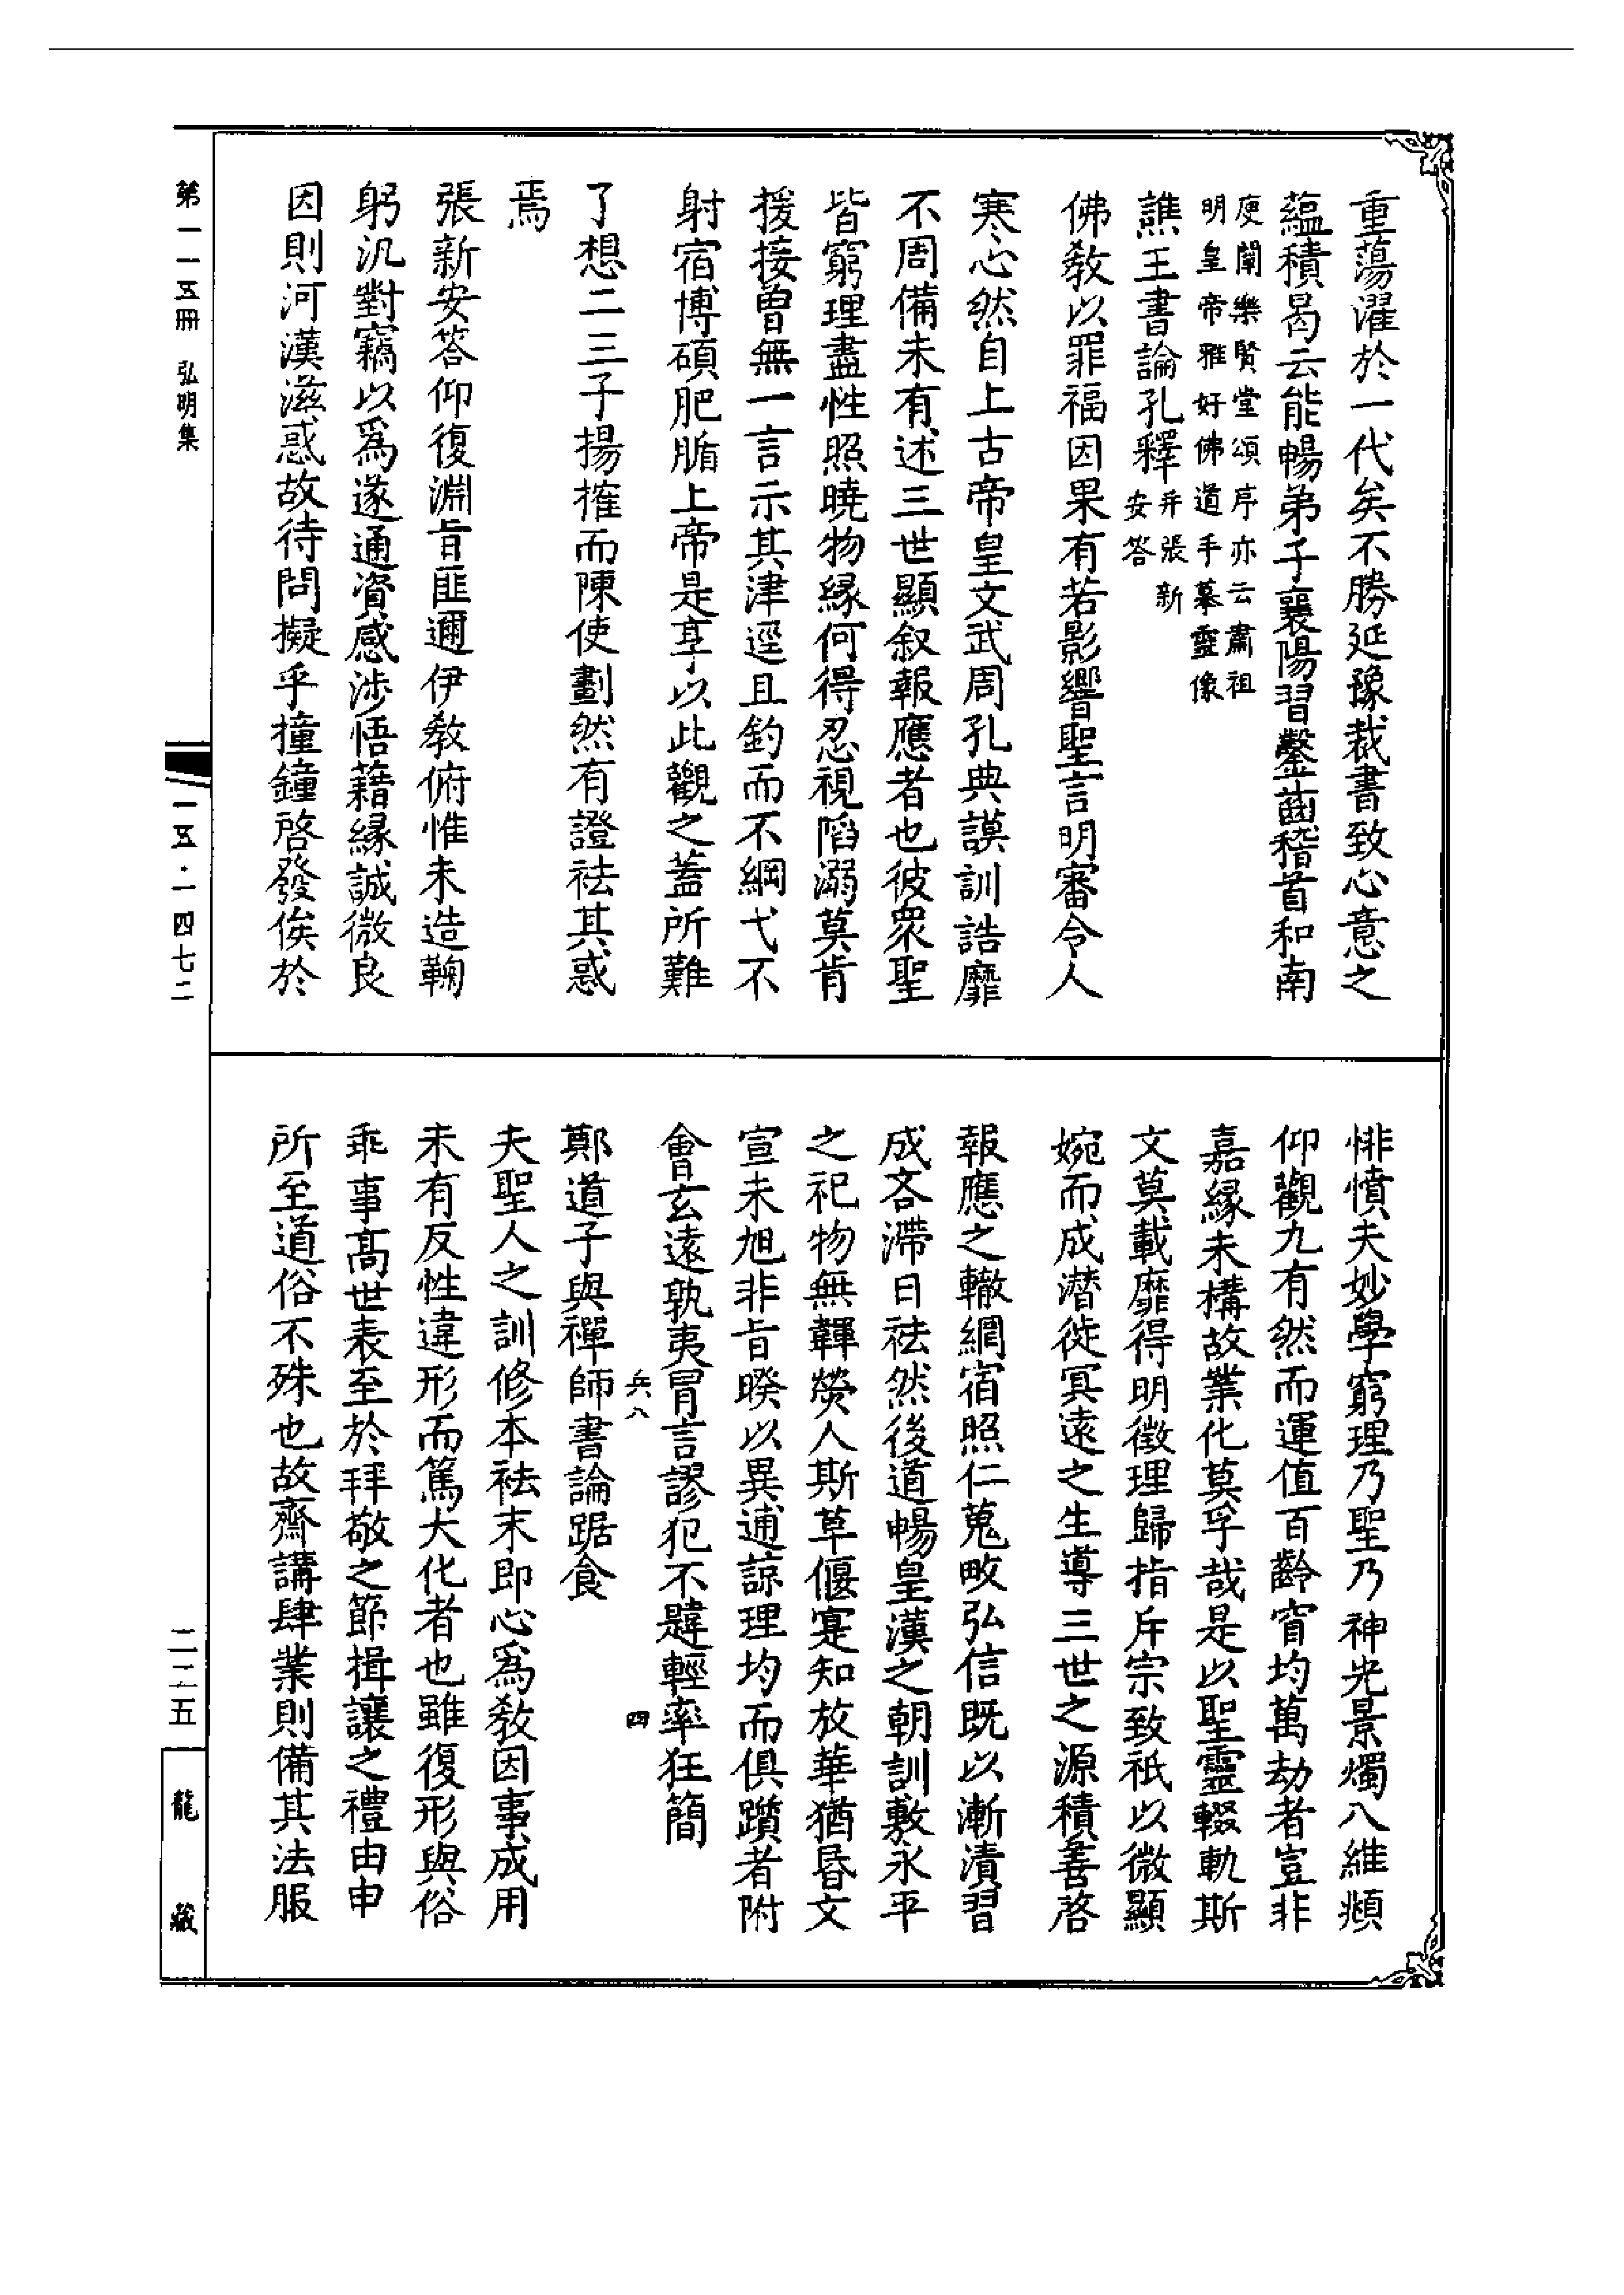 重蕩濯於一代矣不勝延豫裁書致心意之
蘊積曷云能暢弟子襄陽習鑿齒稽首和南
庾闡樂賢堂頌序亦云肅祖
明皇帝雅好佛道手摹靈像
譙王書論孔釋并張新
安答
佛教以罪福因果有若影響聖言明審令人
寒心然自上古帝皇文武周孔典謨訓誥靡
不周備未有述三世顯叙報應者也彼衆聖
皆窮理盡性照曉物緣何得忍視陷溺莫肯
援接曾無一言示其津逕且釣而不綱弋不
射宿博碩肥腯上帝是享以此觀之蓋所難
了想二三子揚搉而陳使劃然有證祛其惑
焉
張新安答仰復淵旨匪邇伊教俯惟未造鞠
躬汎對竊以爲遂通資感涉悟藉緣誠微良
因則河漢滋惑故待問擬乎撞鐘啓發俟於
悱憤夫妙學窮理乃聖乃神光景燭八維頫
仰觀九有然而運值百齡窅均萬劫者豈非
嘉緣未構故業化莫孚哉是以聖靈輟軌斯
文莫載靡得明徵理歸指斥宗致祇以微顯
婉而成潛徙冥遠之生導三世之源積善啓
報應之轍網宿照仁蒐畋弘信既以漸漬習
成吝滯日祛然後道暢皇漢之朝訓敷永平
之祀物無韗熒人斯草偃寔知放華猶昏文
宣未旭非旨睽以異逋諒理均而俱躓者附
會玄遠孰夷冐言謬犯不韙輕率狂簡
兵八
四
鄭道子與禪師書論踞食
夫聖人之訓修本祛末即心爲教因事成用
未有反性違形而篤大化者也雖復形與俗
乖事高世表至於拜敬之節揖讓之禮由申
所至道俗不殊也故齋講肆業則備其法服
第一一五冊 弘明集
一五·一四七二
二二五
龍藏